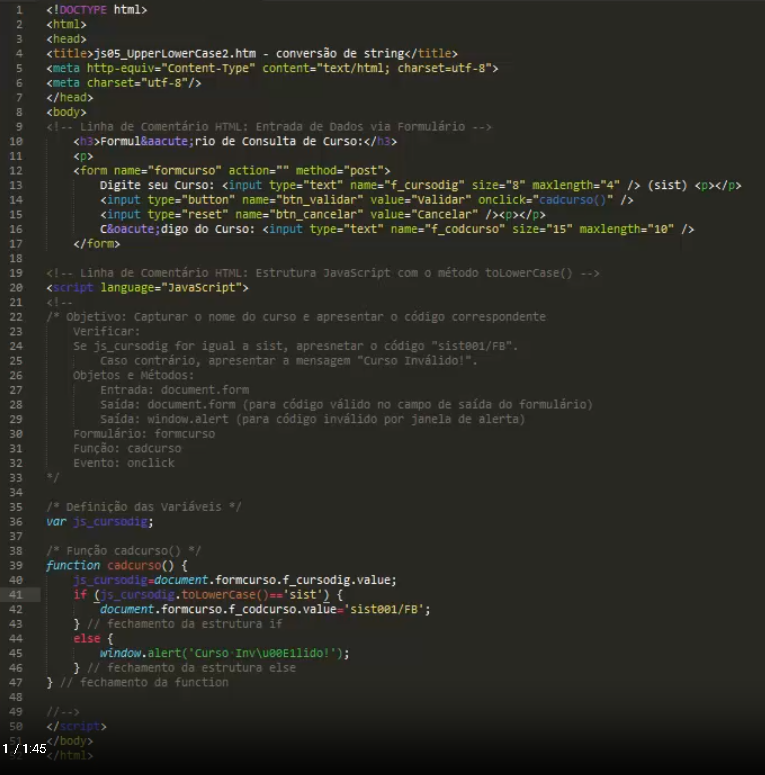 1 <!DOCTYPE html>
2 <html>
3 <head>
4 <title>js05_UpperLowerCase2.htm - conversão de string</title>
5 <meta http-equiv="Content-Type" content="text/html; charset=utf-8">
6 <meta charset="utf-8"/>
7 </head>
8 <body>
9 <!-- Linha de Comentário HTML: Entrada de Dados via Formulário -->
10 <h3>Formul&aacute;rio de Consulta de Curso:</h3>
11 <p>
12 <form name="formcurso" action="" method="post">
13 Digite seu Curso: <input type="text" name="f_cursodig" size="8" maxlength="4" /> (sist) <p></p>
14 <input type="button" name="btn_validar" value="Validar" onclick="cadcurso()" />
15 <input type="reset" name="btn_cancelar" value="Cancelar" /><p></p>
16 C&oacute;digo do Curso: <input type="text" name="f_codcurso" size="15" maxlength="10" />
17 </form>
18
19 <!-- Linha de Comentário HTML: Estrutura JavaScript com o método toLowerCase() -->
20 <script language="JavaScript">
21 <!--
22 /* Objetivo: Capturar o nome do curso e apresentar o código correspondente
23 Verificar:
24 Se js_cursodig for igual a sist, apresnetar o código "sist001/FB".
25 Caso contrário, apresentar a mensagem "Curso Inválido!".
26 Objetos e Métodos:
27 Entrada: document.form
28 Saída: document.form (para código válido no campo de saída do formulário)
29 Saída: window.alert (para código inválido por janela de alerta)
30 Formulário: formcurso
31 Função: cadcurso
32 Evento: onclick
33 */
34
35 /* Definição das Variáveis */
36 var js_cursodig;
37
38 /* Função cadcurso() */
39 function cadcurso() {
40 js_cursodig=document.formcurso.f_cursodig.value;
41 if (js_cursodig.toLowerCase()=='sist') {
42 document.formcurso.f_codcurso.value='sist001/FB';
43 } // fechamento da estrutura if
44 else {
45 window.alert('Curso Inv\u00E1lido!');
46 } // fechamento da estrutura else
47 } // fechamento da function
48
49 //-->
50 </script>
51 </body>
1 / 1:45
52 </html>